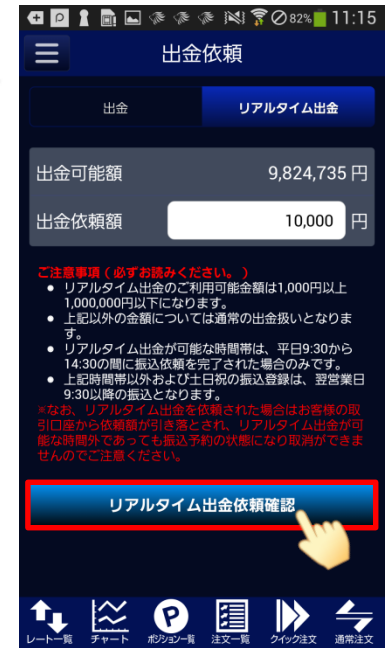 82% 11:15
出金依頼
出金 リアルタイム出金
出金可能額 9,824,735 円
出金依頼額 10,000 円
ご注意事項（必ずお読みください。）
● リアルタイム出金のご利用可能金額は1,000円以上
1,000,000円以下になります。
● 上記以外の金額については通常の出金扱いとなりま
す。
● リアルタイム出金が可能な時間帯は、平日9:30から
14:30の間に振込依頼を完了された場合のみです。
● 上記時間帯以外および土日祝の振込登録は、翌営業日
9:30以降の振込となります。
※なお、リアルタイム出金を依頼された場合はお客様の取
引口座から依頼額が引き落とされ、リアルタイム出金が可
能な時間外であっても振込予約の状態になり取消ができま
せんのでご注意ください。
リアルタイム出金依頼確認
レート一覧 チャート ポジション一覧 注文一覧 クイック注文 通常注文